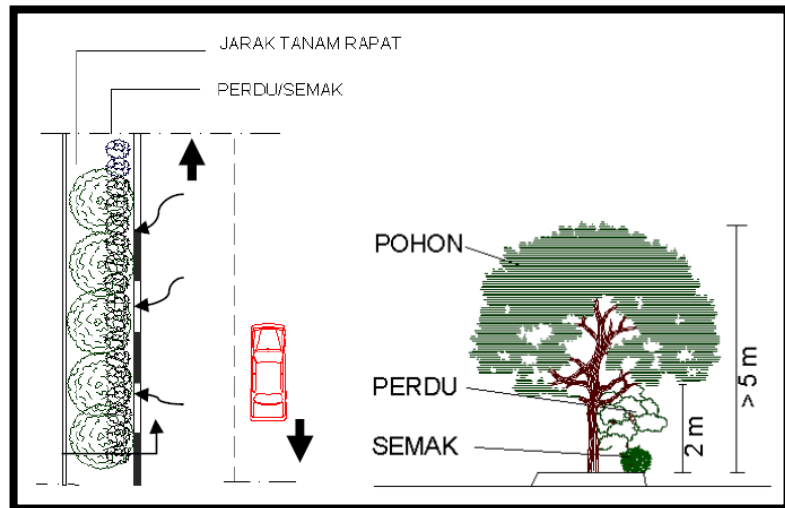 JARAK TANAM RAPAT
PERDU/SEMAK
POHON
PERDU
SEMAK
2 m
> 5 m